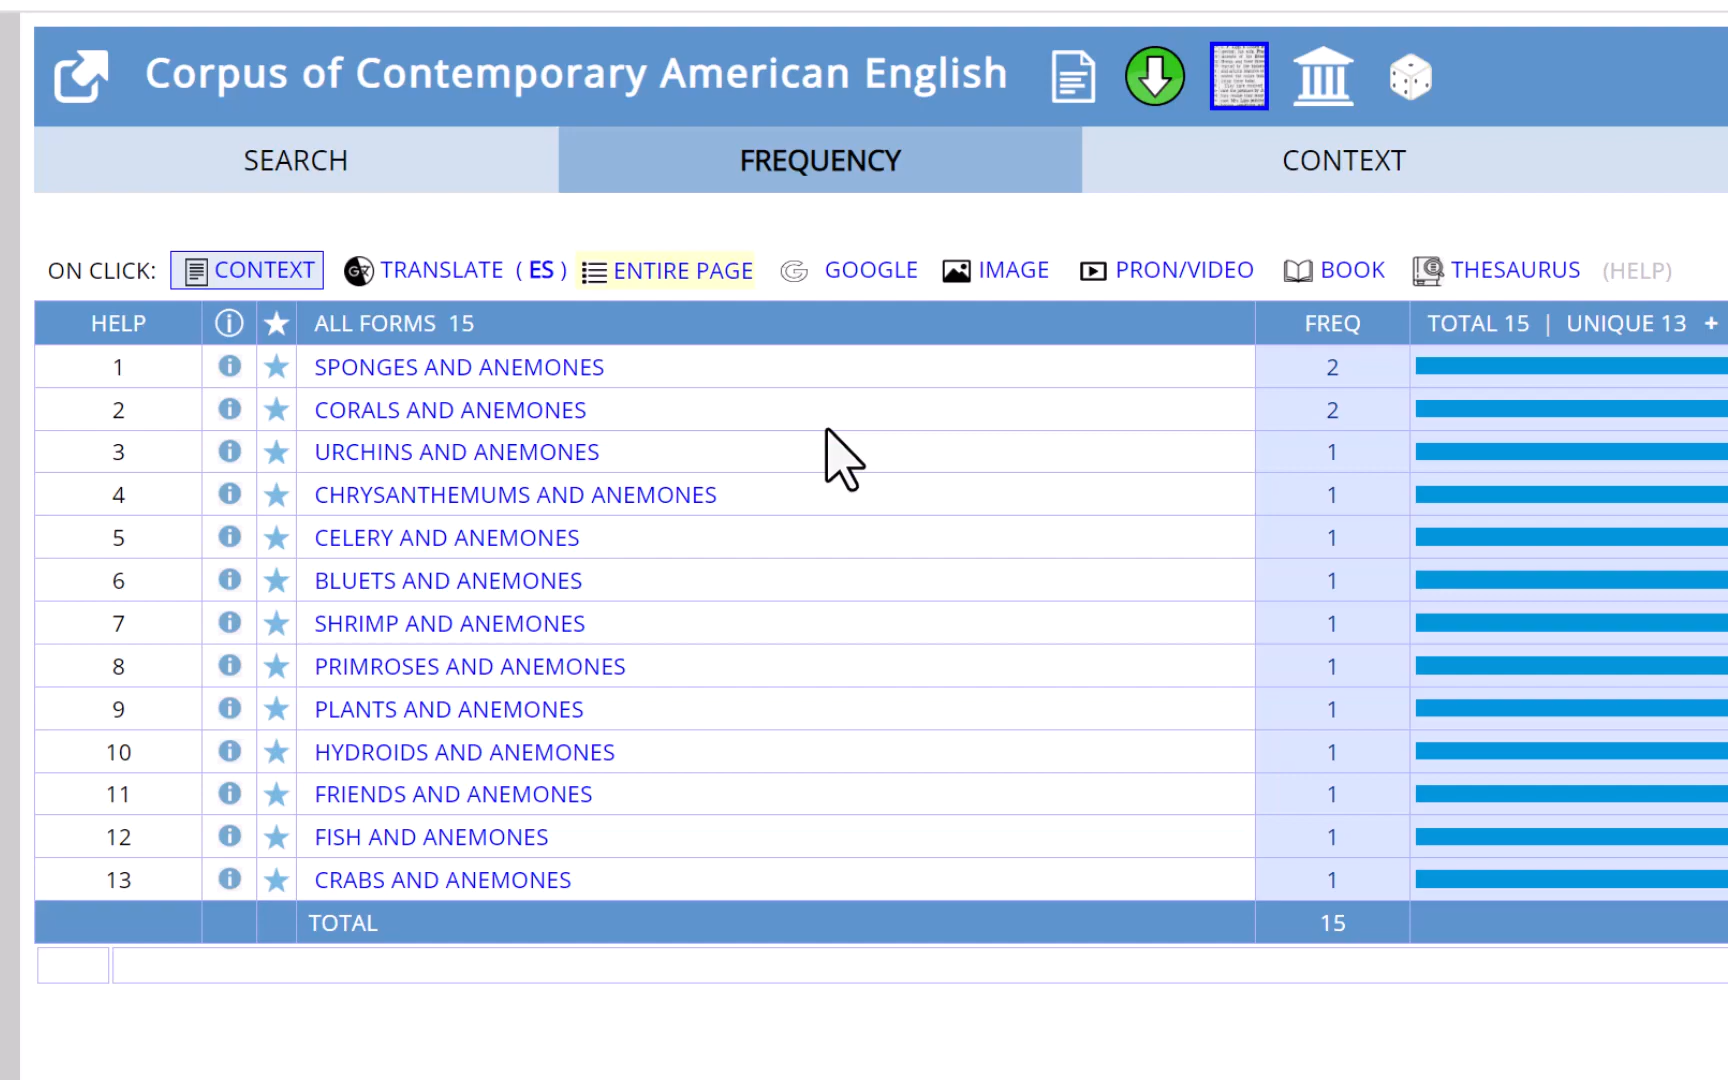 Corpus of Contemporary American English
SEARCH FREQUENCY CONTEXT
ON CLICK: CONTEXT TRANSLATE (ES) ENTIRE PAGE GOOGLE IMAGE PRON/VIDEO BOOK THESAURUS (HELP)
HELP ALL FORMS 15 FREQ TOTAL 15 | UNIQUE 13 +
1 SPONGES AND ANEMONES 2
2 CORALS AND ANEMONES 2
3 URCHINS AND ANEMONES 1
4 CHRYSANTHEMUMS AND ANEMONES 1
5 CELERY AND ANEMONES 1
6 BLUETS AND ANEMONES 1
7 SHRIMP AND ANEMONES 1
8 PRIMROSES AND ANEMONES 1
9 PLANTS AND ANEMONES 1
10 HYDROIDS AND ANEMONES 1
11 FRIENDS AND ANEMONES 1
12 FISH AND ANEMONES 1
13 CRABS AND ANEMONES 1
TOTAL 15